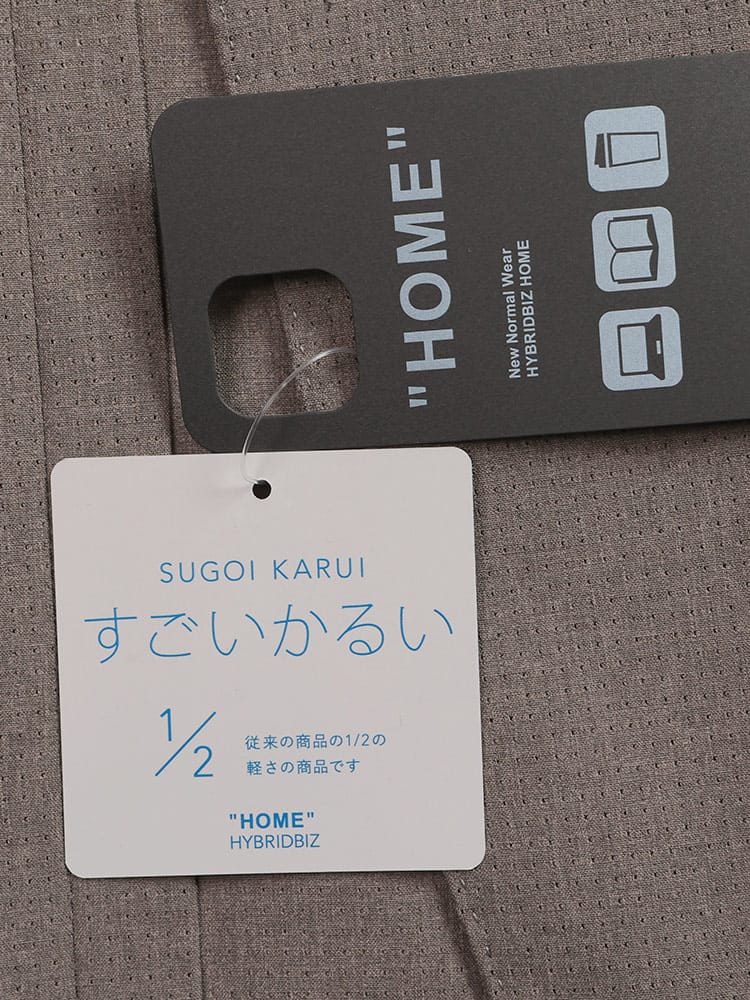 "HOME"
New Normal Wear
HYBRIDBIZ HOME
SUGOI KARUI
すごいかるい
1/2
従来の商品の1/2の
軽さの商品です
"HOME"
HYBRIDBIZ